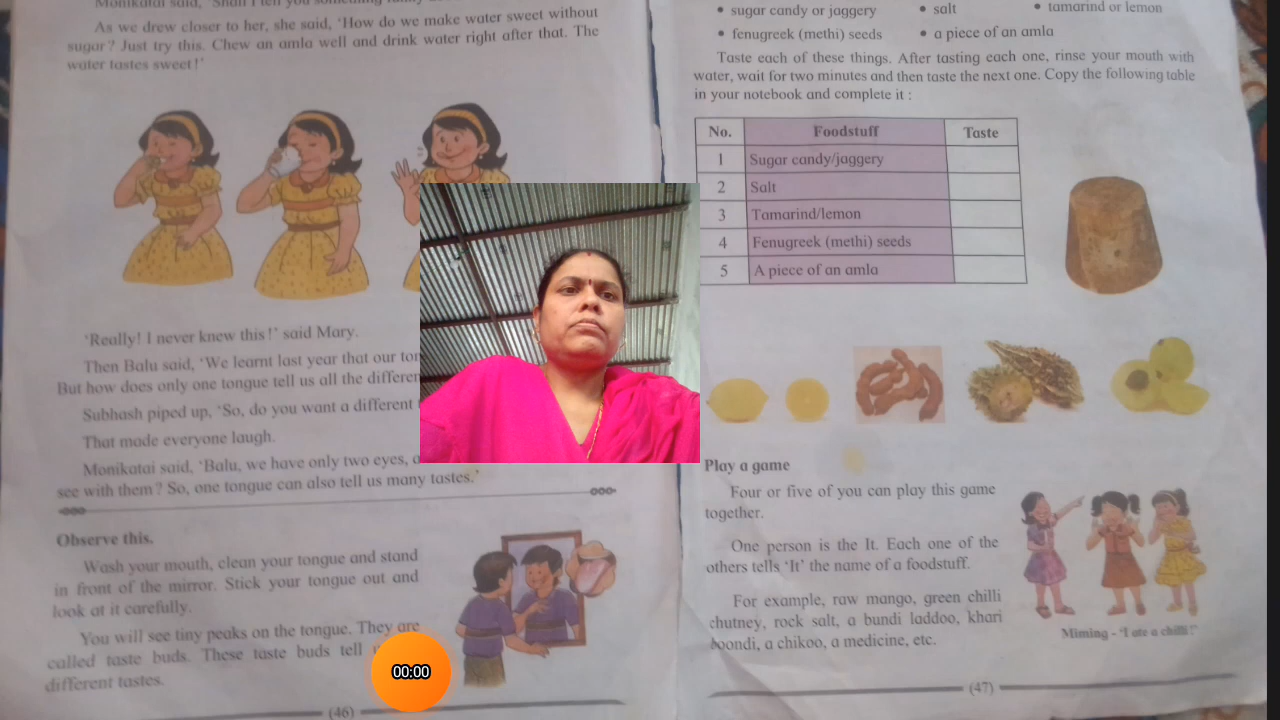 Monikatai said, 'Shall I tell you something funny
As we drew closer to her, she said, 'How do we make water sweet without
sugar? Just try this. Chew an amla well and drink water right after that. The
water tastes sweet!'
'Really! I never knew this!' said Mary.
Then Balu said, 'We learnt last year that our
But how does only one tongue tell us all the
Subhash piped up, 'So, do you want a different
That made everyone laugh.
Monikatai said, 'Balu, we have only two eyes,
see with them? So, one tongue can also tell us many tastes.'
Observe this.
Wash your mouth, clean your tongue and stand
in front of the mirror. Stick your tongue out and
look at it carefully.
You will see tiny peaks on the tongue. They are
called taste buds. These taste buds tell
different tastes.
(46)
00:00
• sugar candy or jaggery • salt • tamarind or lemon
• fenugreek (methi) seeds • a piece of an amla
Taste each of these things. After tasting each one, rinse your mouth with
water, wait for two minutes and then taste the next one. Copy the following table
in your notebook and complete it :
No. Foodstuff Taste
1 Sugar candy/jaggery
2 Salt
3 Tamarind/lemon
4 Fenugreek (methi) seeds
5 A piece of an amla
Play a game
Four or five of you can play this game
together.
One person is the It. Each one of the
others tells 'It' the name of a foodstuff.
For example, raw mango, green chilli
chutney, rock salt, a bundi laddoo, khari
boondi, a chikoo, a medicine, etc.
Miming - 'I ate a chilli!'
(47)